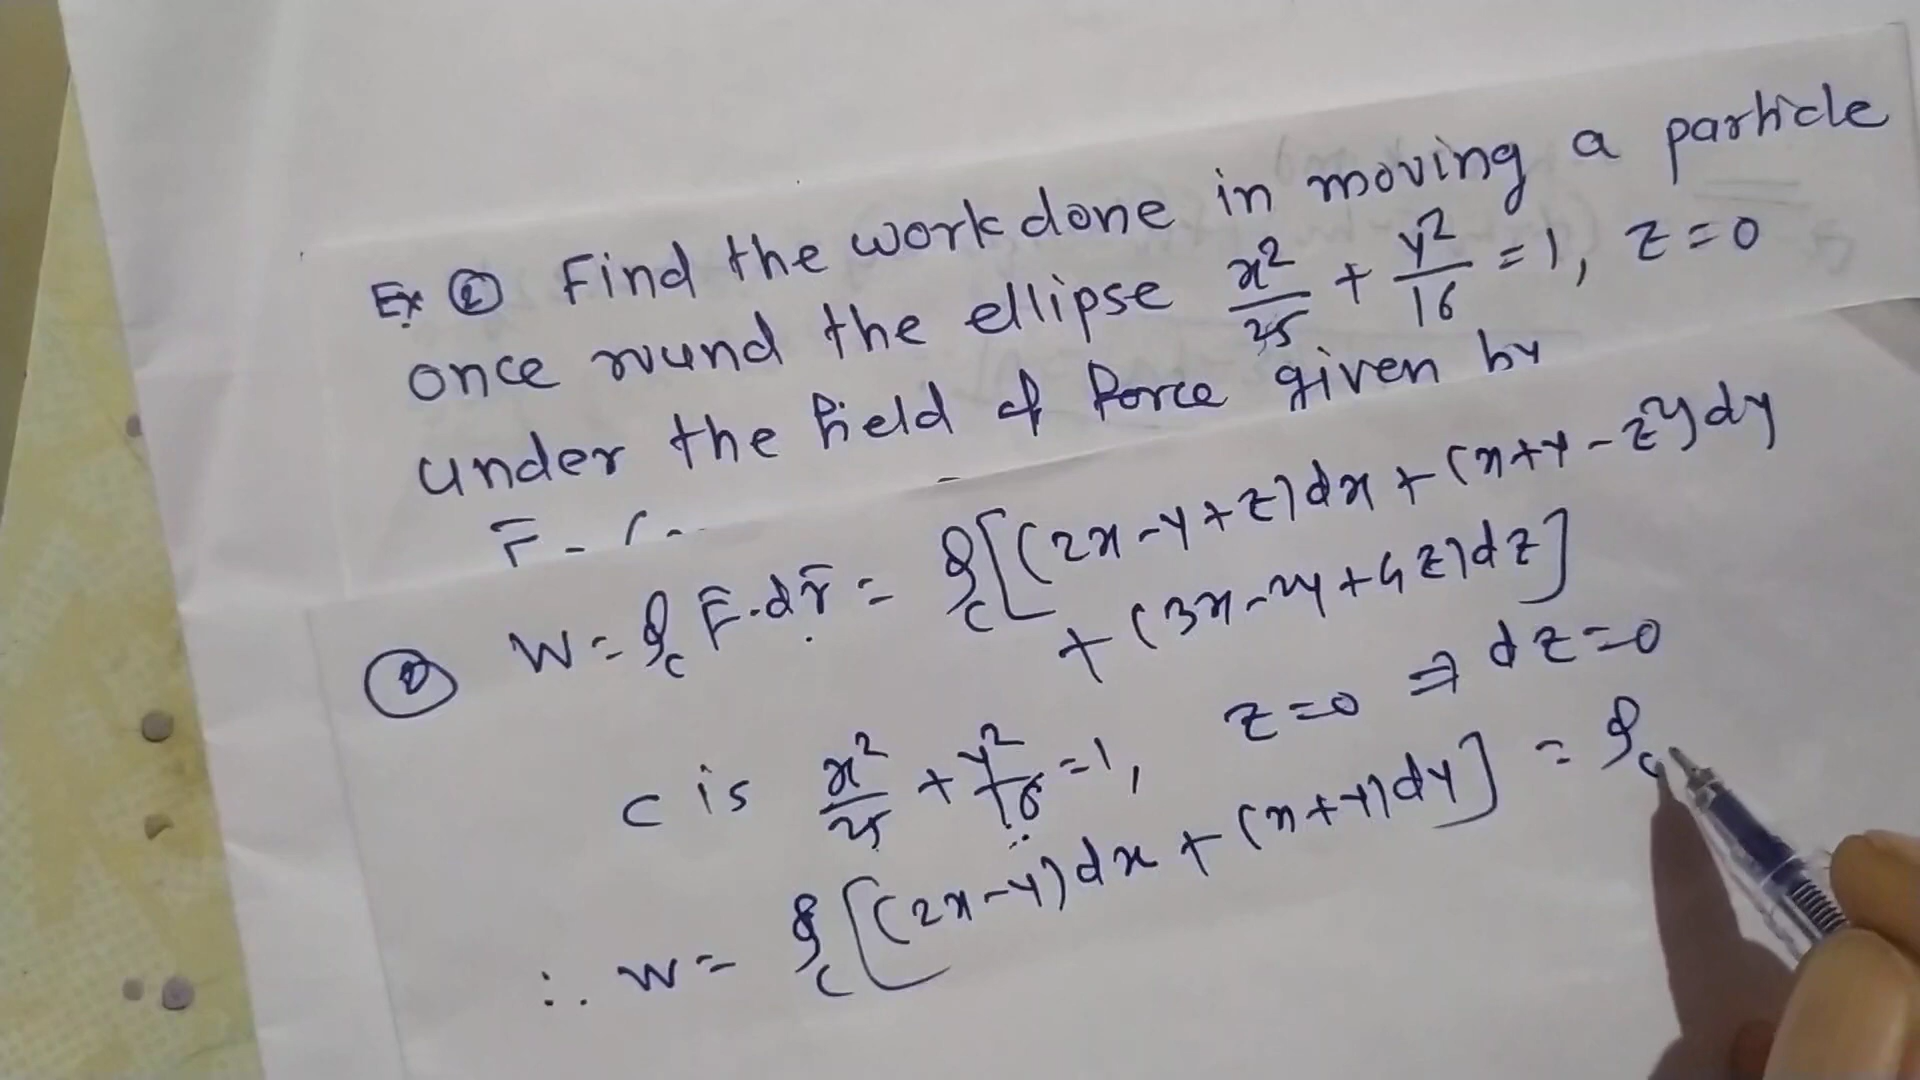 Ex ② Find the work done in moving a particle
once round the ellipse x²/25 + y²/16 = 1, z=0
under the field of force given by
F̄ = (
② W = ∮c F̄.dr̄ = ∮c [(2x-y+z)dx + (x+y-z²)dy
+ (3x-2y+4z)dz]
c is x²/25 + y²/16 = 1, z=0 ⇒ dz=0
∴ W = ∮c [(2x-y)dx + (x+y)dy] = ∮c